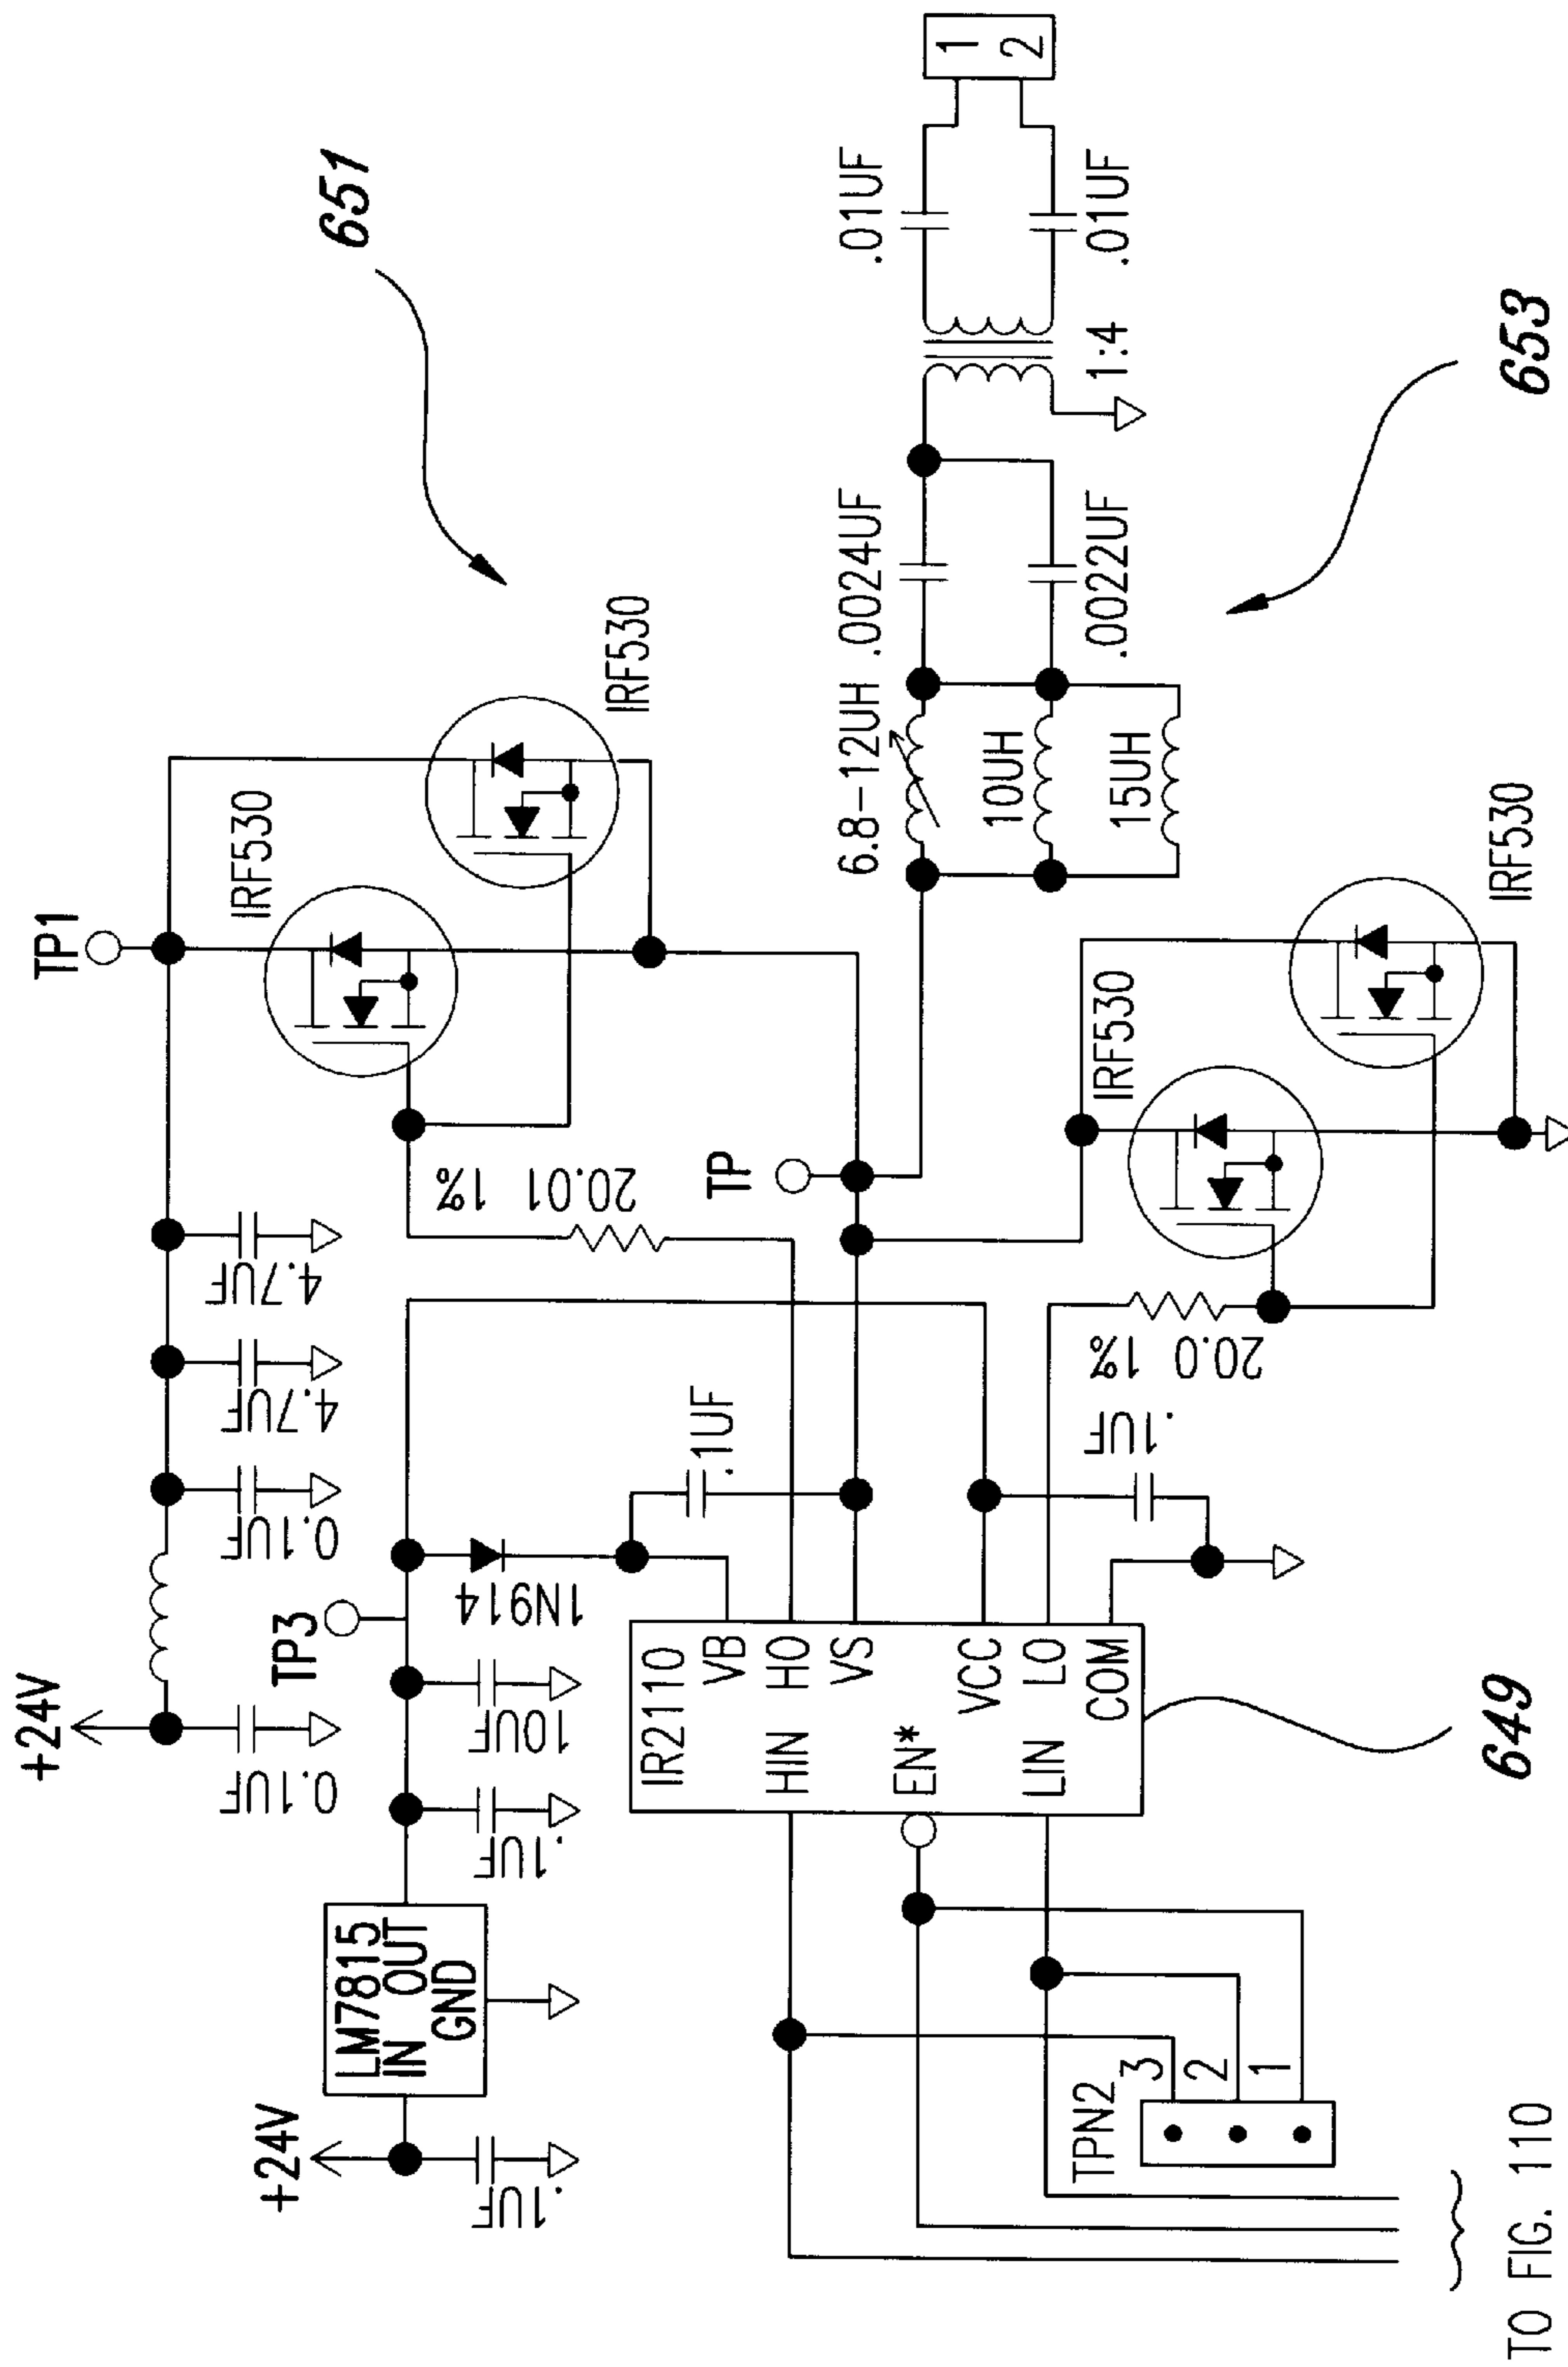 +24V
TP1
0.1UF
0.1UF
4.7UF
4.7UF
IRF530
IRF530
651
+24V
LM7815
IN OUT
GND
TP3
.1UF
.1UF
10UF
1N914
20.01 1%
.1UF
TP
IR2110
VB
HIN HO
VS
EN*
VCC
LIN LO
COM
.1UF
20.0 1%
IRF530
IRF530
6.8-12UH
.0024UF
10UH
15UH
.0022UF
1:4
.01UF
.01UF
1
2
TPN2
3
2
1
649
653
TO FIG. 110